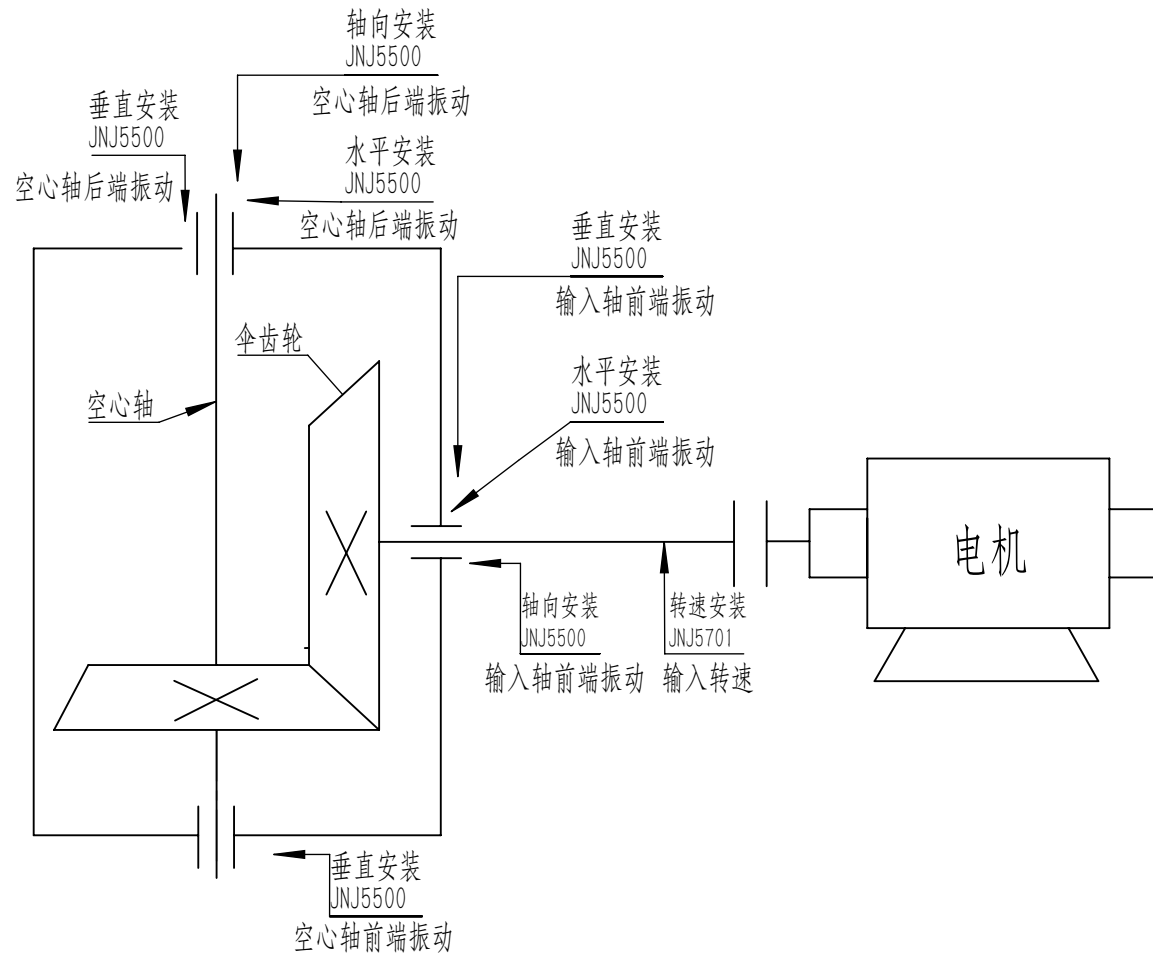 轴向安装
JNJ5500
空心轴后端振动
垂直安装
JNJ5500
空心轴后端振动
水平安装
JNJ5500
空心轴后端振动
垂直安装
JNJ5500
输入轴前端振动
伞齿轮
水平安装
JNJ5500
输入轴前端振动
空心轴
电机
轴向安装
JNJ5500
输入轴前端振动
转速安装
JNJ5701
输入转速
垂直安装
JNJ5500
空心轴前端振动